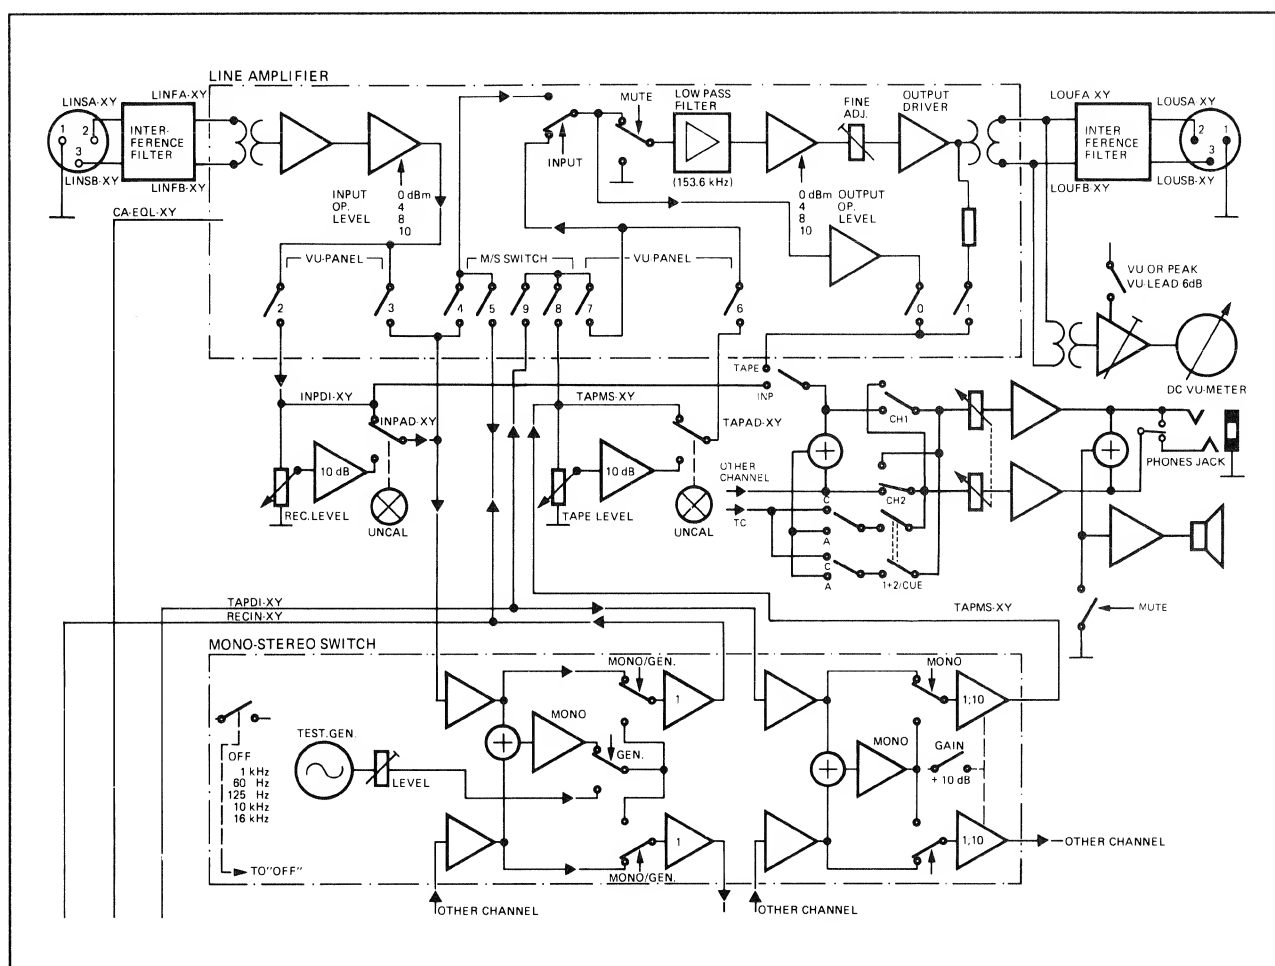 LINE AMPLIFIER
LINSA-XY
LINFA-XY
1
2
3
INTER-
FERENCE
FILTER
LINSB-XY
LINFB-XY
CA-EQL-XY
INPUT
OP.
LEVEL
0 dBm
4
8
10
INPUT
MUTE
LOW PASS
FILTER
(153.6 kHz)
FINE
ADJ.
OUTPUT
DRIVER
0 dBm
4
8
10
OUTPUT
OP.
LEVEL
LOUFA XY
LOUSA XY
INTER
FERENCE
FILTER
2
1
3
LOUFB XY
LOUSB-XY
VU-PANEL
M/S SWITCH
VU-PANEL
2
3
4
5
9
8
7
6
0
1
VU OR PEAK
VU-LEAD 6dB
DC VU-METER
INPDI-XY
INPAD-XY
10 dB
REC.LEVEL
UNCAL
TAPMS-XY
TAPAD-XY
10 dB
TAPE LEVEL
UNCAL
TAPE
INP
CH1
OTHER
CHANNEL
TC
CH2
C
A
C
A
1+2/CUE
PHONES JACK
MUTE
TAPDI-XY
RECIN-XY
TAPMS-XY
MONO-STEREO SWITCH
OFF
1 kHz
60 Hz
125 Hz
10 kHz
16 kHz
TO "OFF"
TEST.GEN.
LEVEL
MONO
GEN.
MONO/GEN.
1
1
MONO/GEN.
OTHER CHANNEL
MONO
1;10
MONO
GAIN
+ 10 dB
1;10
OTHER CHANNEL
OTHER CHANNEL